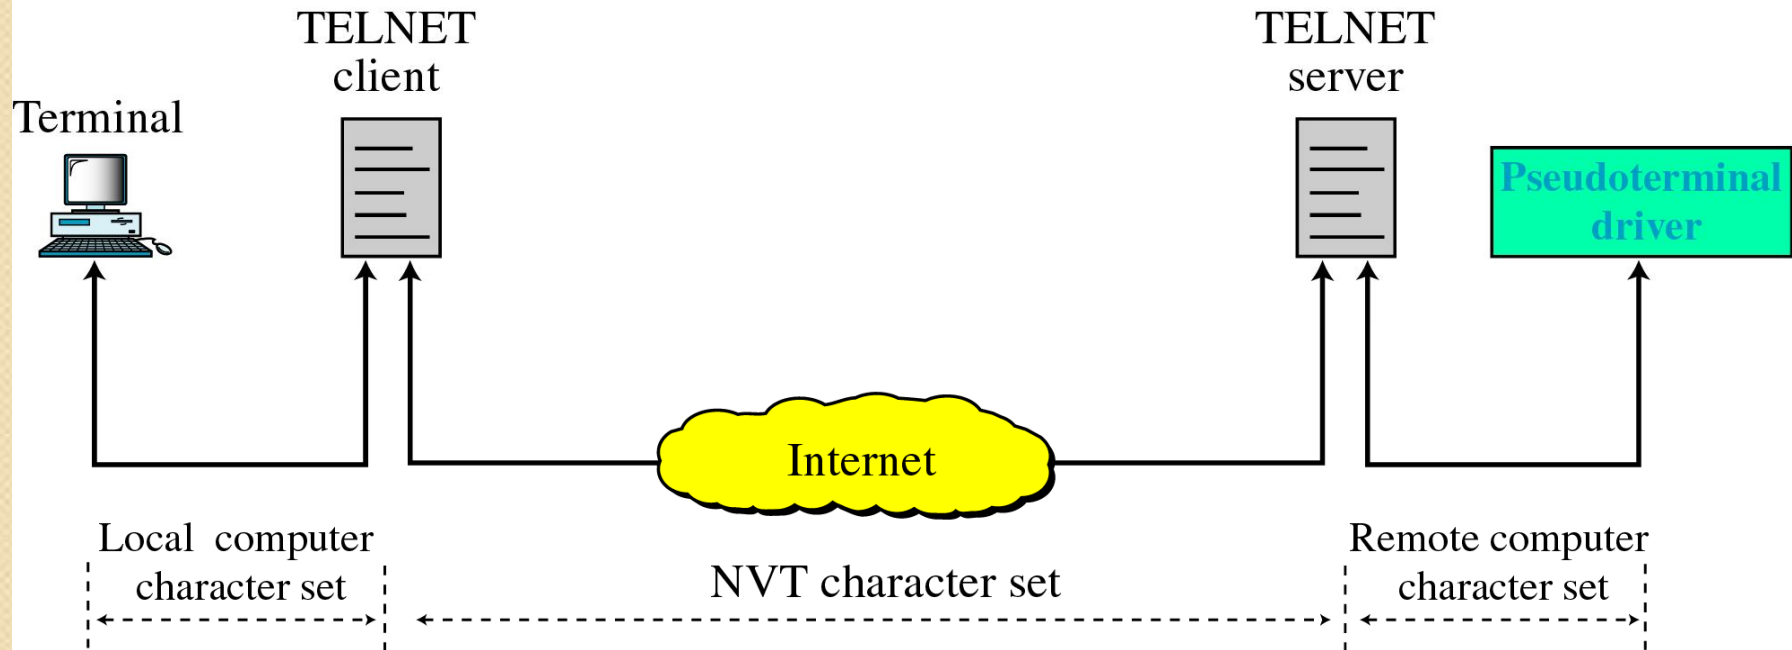 TELNET
client
TELNET
server
Terminal
Pseudoterminal
driver
Internet
Local computer
character set
NVT character set
Remote computer
character set